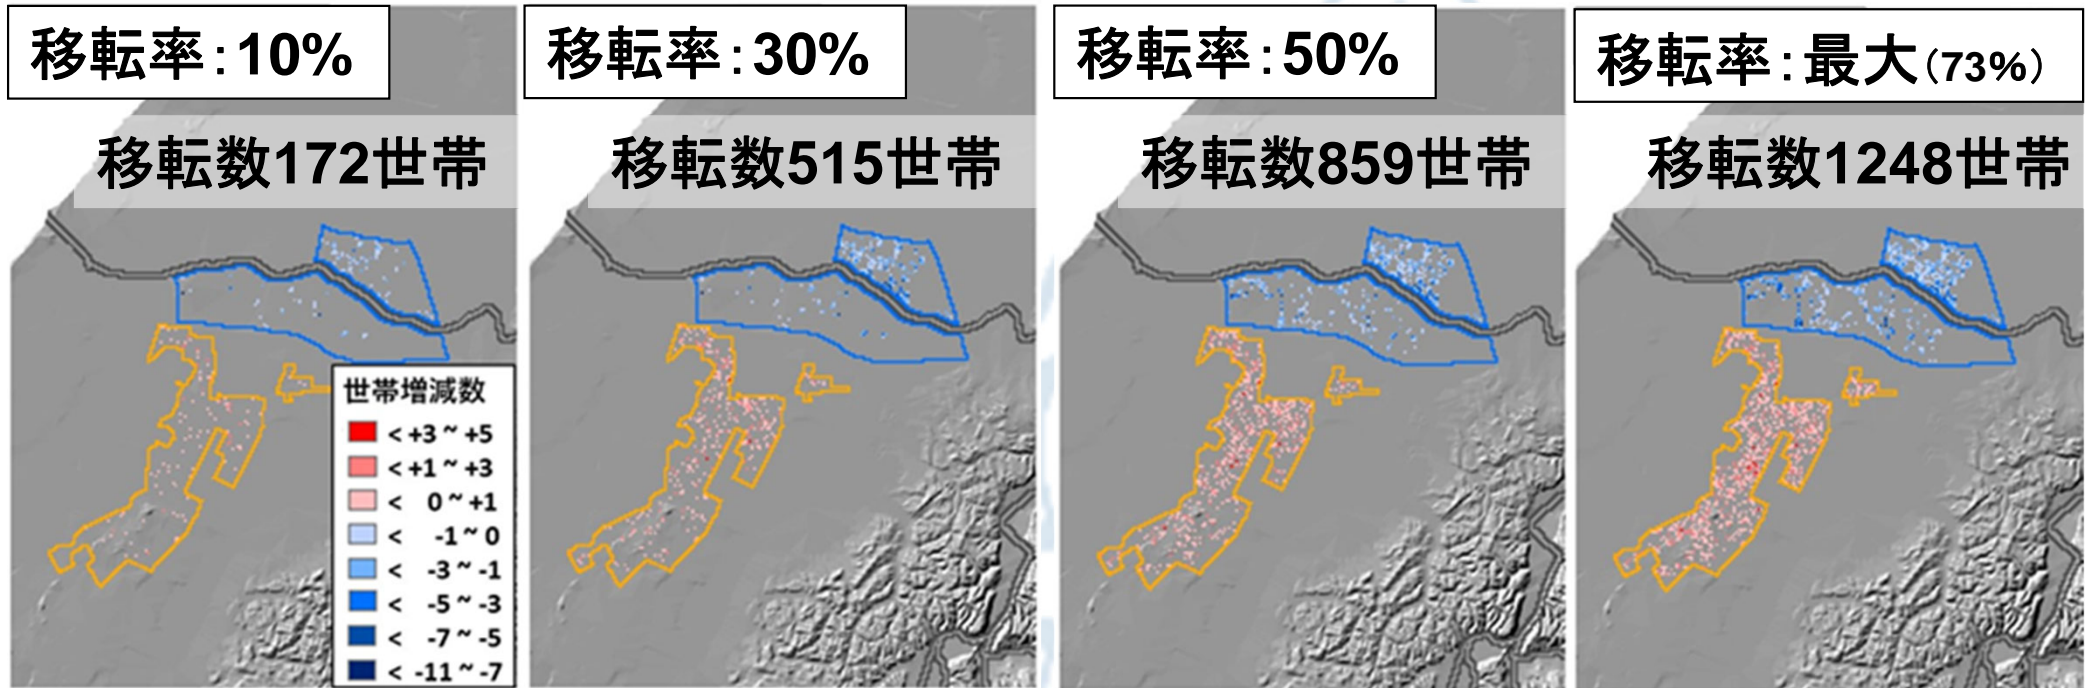 移転率：10%
移転数172世帯
世帯増減数
< +3 ~ +5
< +1 ~ +3
< 0 ~ +1
< -1 ~ 0
< -3 ~ -1
< -5 ~ -3
< -7 ~ -5
< -11 ~ -7
移転率：30%
移転数515世帯
移転率：50%
移転数859世帯
移転率：最大（73%）
移転数1248世帯